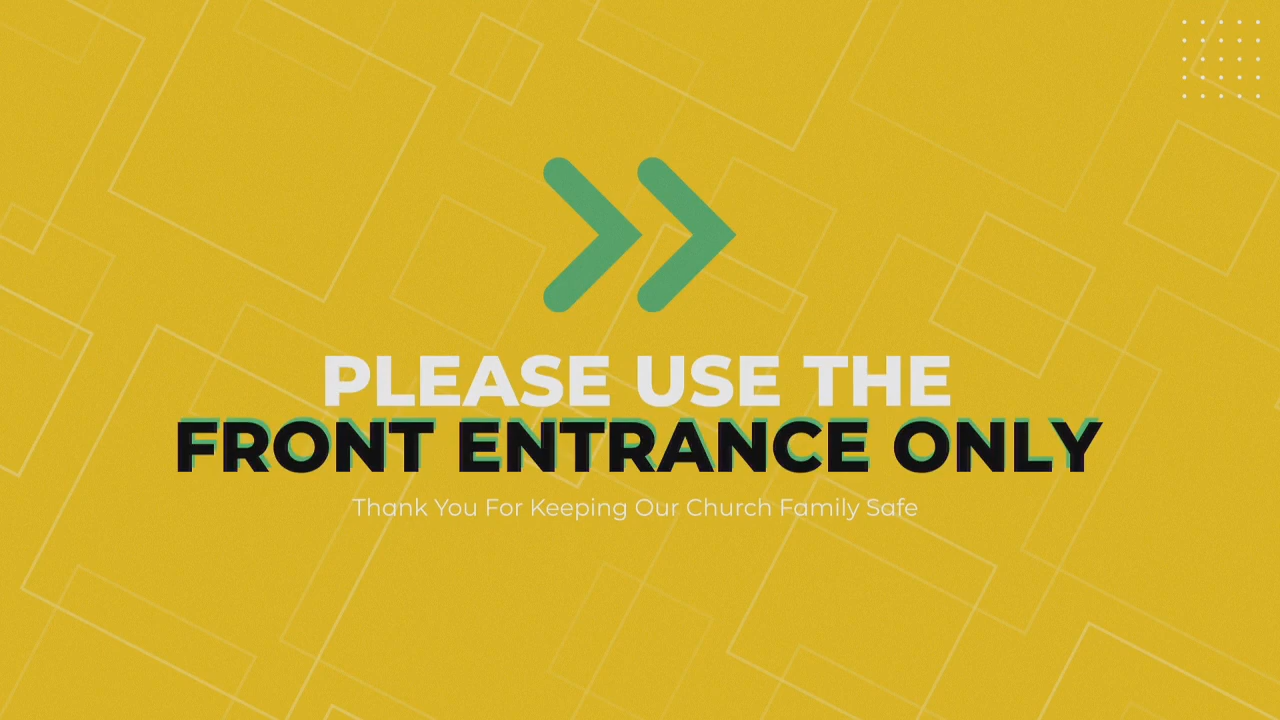 PLEASE USE THE
FRONT ENTRANCE ONLY
Thank You For Keeping Our Church Family Safe